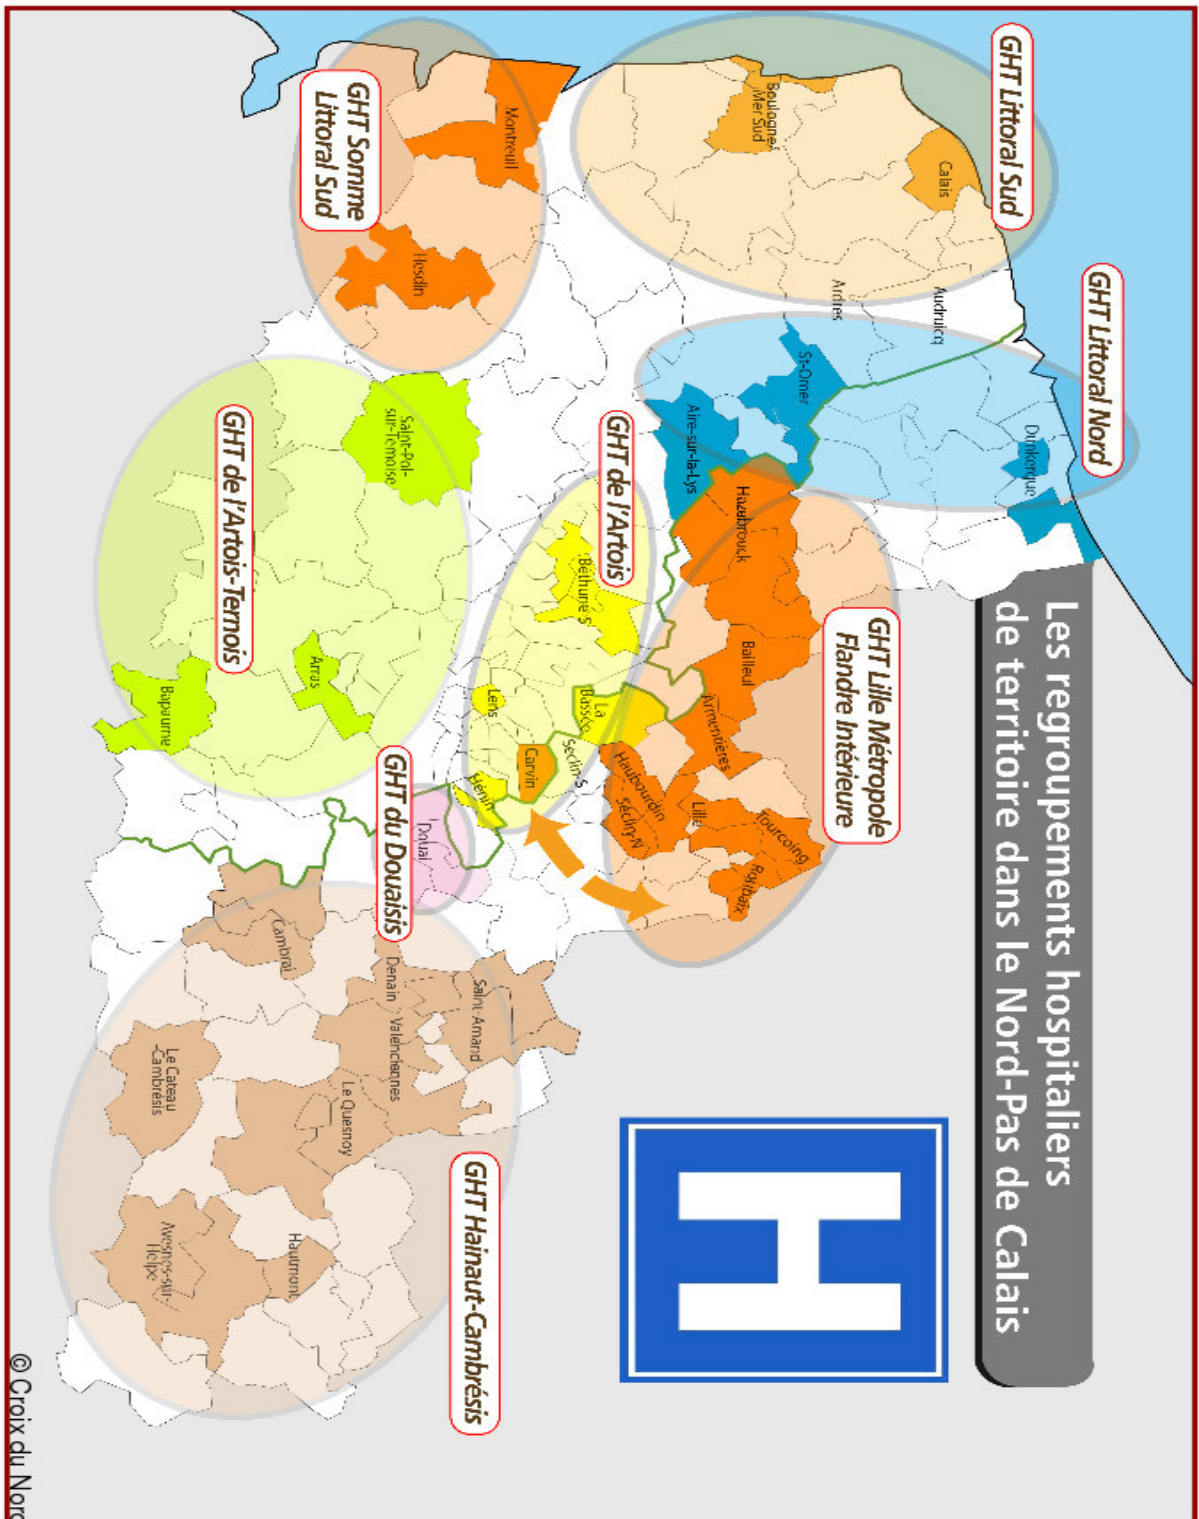 Les regroupements hospitaliers
de territoire dans le Nord-Pas de Calais
H
GHT Littoral Sud
GHT Littoral Nord
GHT Somme
Littoral Sud
GHT Lille Métropole
Flandre Intérieure
GHT de l'Artois
GHT de l'Artois-Ternois
GHT du Douaisis
GHT Hainaut-Cambrésis
Calais
Boulogne
Mer Sud
Audruicq
Ardres
Dunkerque
St-Omer
Aire-sur-la-Lys
Montreuil
Hesdin
Hazebrouck
Bailleul
Armentières
Tourcoing
Roubaix
Lille
Haubourdin
Séclin-N
Séclin-S
La
Bassée
Béthune S
Lens
Carvin
Hénin
Douai
Saint-Pol-
sur-Ternoise
Arras
Bapaume
Cambrai
Denain
Valenciennes
Saint-Amand
Le Quesnoy
Le Cateau
-Cambrésis
Hautmont
Avesnes-sur-
Helpe
© Croix du Nord